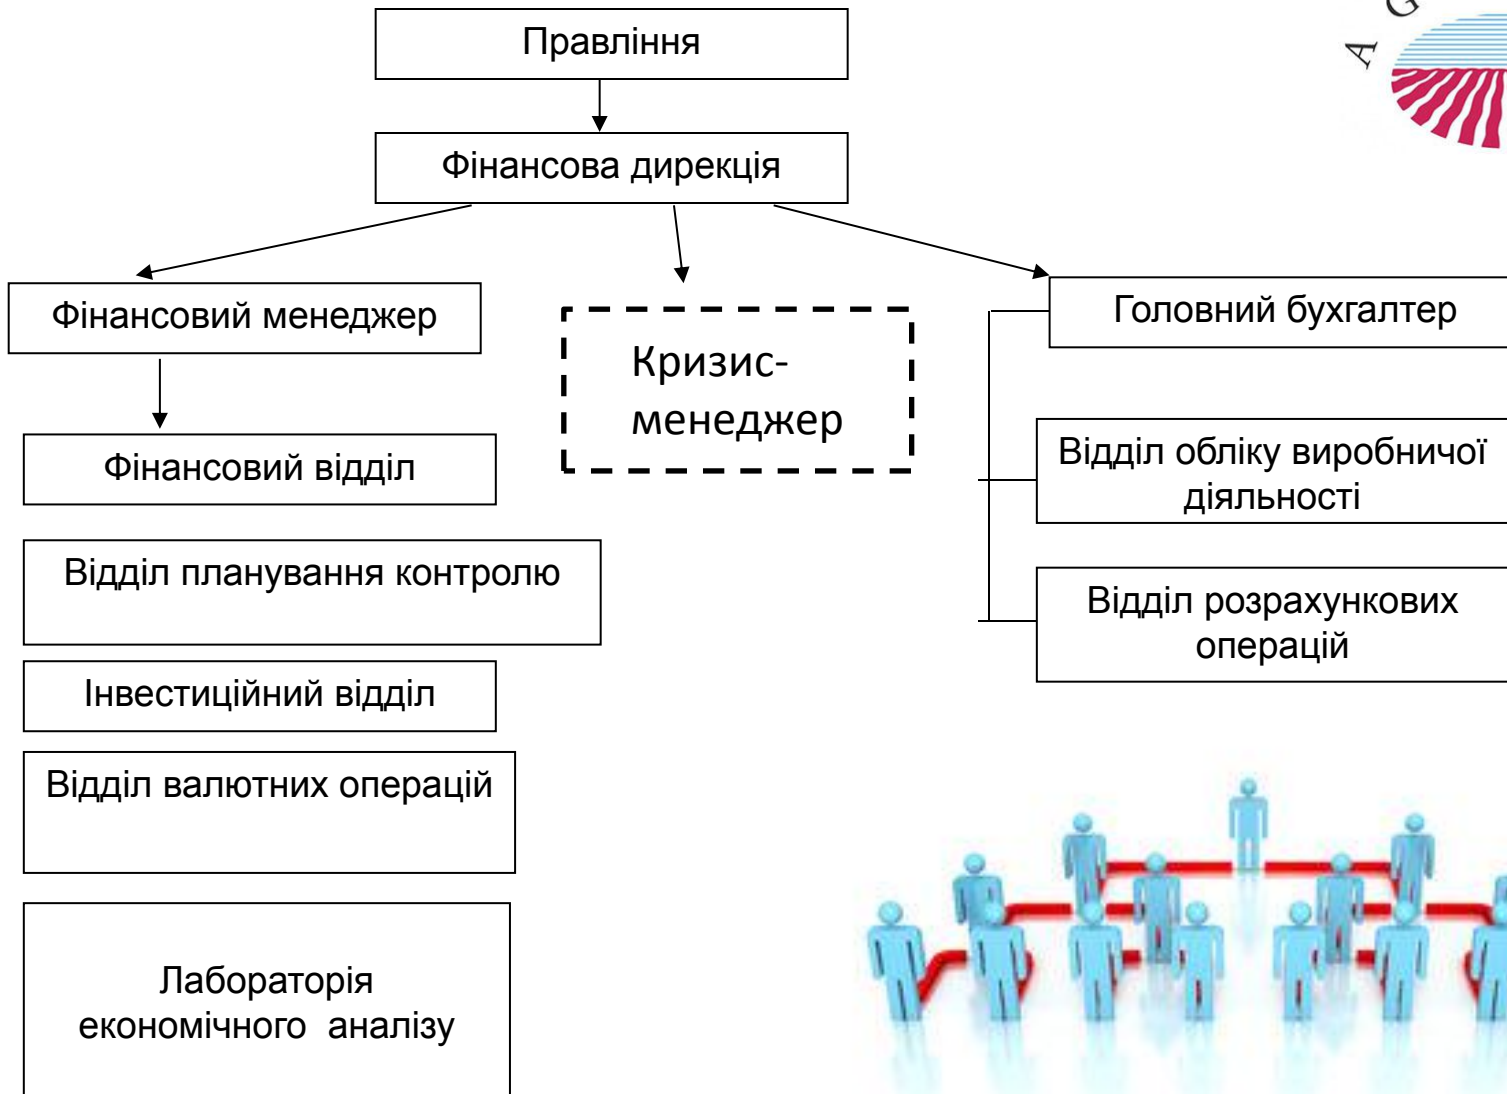 Правління
Фінансова дирекція
Фінансовий менеджер
Кризис-
менеджер
Головний бухгалтер
Фінансовий відділ
Відділ обліку виробничої
діяльності
Відділ планування контролю
Відділ розрахункових
операцій
Інвестиційний відділ
Відділ валютних операцій
Лабораторія
економічного аналізу